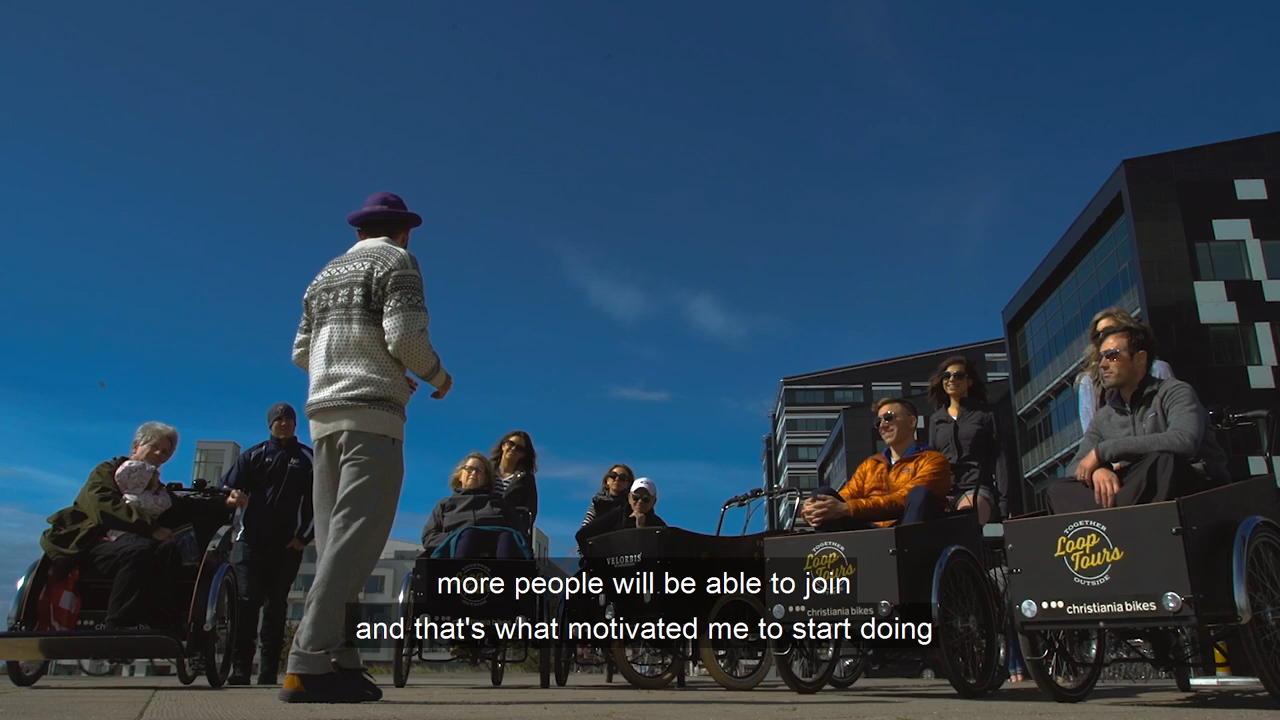 VELORBIS
TOGETHER
Loop
Tours
christiania bikes
TOGETHER
Loop
Tours
OUTSIDE
christiania bikes
more people will be able to join
and that's what motivated me to start doing